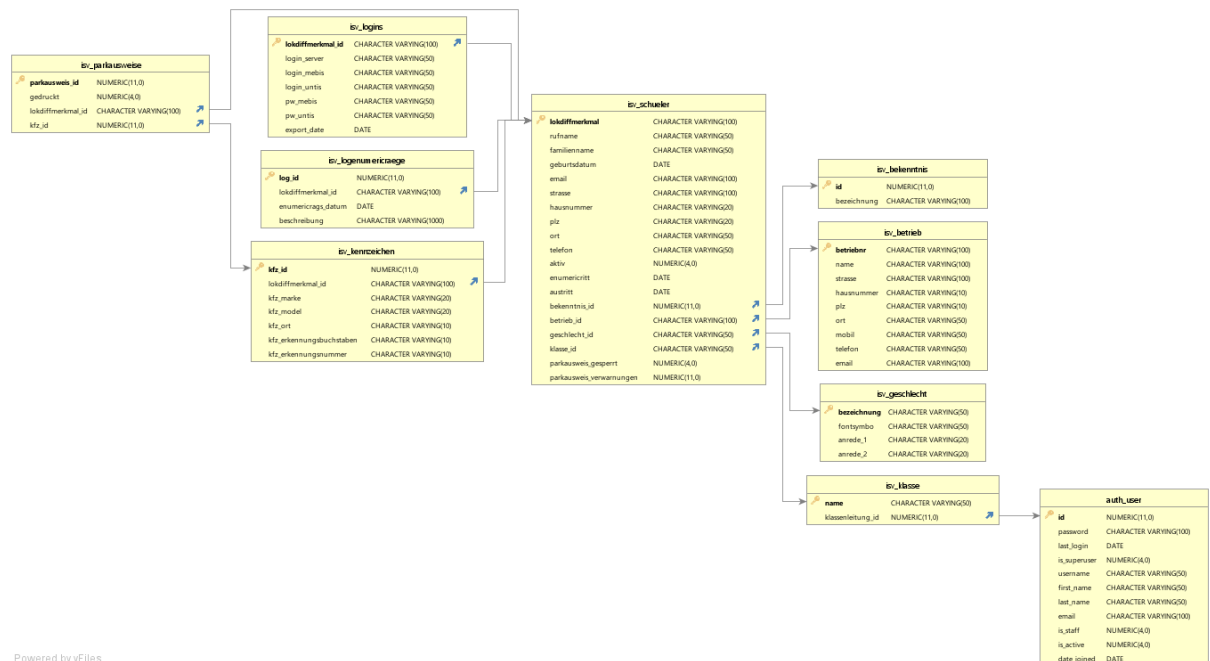 isv_parkausweise
parkausweis_id NUMERIC(11,0)
gedruckt NUMERIC(4,0)
lokdiffmerkmal_id CHARACTER VARYING(100)
kfz_id NUMERIC(11,0)
isv_logins
lokdiffmerkmal_id CHARACTER VARYING(100)
login_server CHARACTER VARYING(50)
login_mebis CHARACTER VARYING(50)
login_untis CHARACTER VARYING(50)
pw_mebis CHARACTER VARYING(50)
pw_untis CHARACTER VARYING(50)
export_date DATE
isv_logenumericraege
log_id NUMERIC(11,0)
lokdiffmerkmal_id CHARACTER VARYING(100)
enumericrags_datum DATE
beschreibung CHARACTER VARYING(1000)
isv_kennzeichen
kfz_id NUMERIC(11,0)
lokdiffmerkmal_id CHARACTER VARYING(100)
kfz_marke CHARACTER VARYING(20)
kfz_model CHARACTER VARYING(20)
kfz_ort CHARACTER VARYING(10)
kfz_erkennungsbuchstaben CHARACTER VARYING(10)
kfz_erkennungsnummer CHARACTER VARYING(10)
isv_schueler
lokdiffmerkmal CHARACTER VARYING(100)
rufname CHARACTER VARYING(50)
familienname CHARACTER VARYING(50)
geburtsdatum DATE
email CHARACTER VARYING(100)
strasse CHARACTER VARYING(100)
hausnummer CHARACTER VARYING(20)
plz CHARACTER VARYING(20)
ort CHARACTER VARYING(50)
telefon CHARACTER VARYING(50)
aktiv NUMERIC(4,0)
enumericritt DATE
austritt DATE
bekenntnis_id NUMERIC(11,0)
betrieb_id CHARACTER VARYING(100)
geschlecht_id CHARACTER VARYING(50)
klasse_id CHARACTER VARYING(50)
parkausweis_gesperrt NUMERIC(4,0)
parkausweis_verwarnungen NUMERIC(11,0)
isv_bekenntnis
id NUMERIC(11,0)
bezeichnung CHARACTER VARYING(100)
isv_betrieb
betriebnr CHARACTER VARYING(100)
name CHARACTER VARYING(100)
strasse CHARACTER VARYING(100)
hausnummer CHARACTER VARYING(10)
plz CHARACTER VARYING(10)
ort CHARACTER VARYING(50)
mobil CHARACTER VARYING(50)
telefon CHARACTER VARYING(50)
email CHARACTER VARYING(100)
isv_geschlecht
bezeichnung CHARACTER VARYING(50)
fontsymbo CHARACTER VARYING(50)
anrede_1 CHARACTER VARYING(20)
anrede_2 CHARACTER VARYING(20)
isv_klasse
name CHARACTER VARYING(50)
klassenleitung_id NUMERIC(11,0)
auth_user
id NUMERIC(11,0)
password CHARACTER VARYING(100)
last_login DATE
is_superuser NUMERIC(4,0)
username CHARACTER VARYING(50)
first_name CHARACTER VARYING(50)
last_name CHARACTER VARYING(50)
email CHARACTER VARYING(100)
is_staff NUMERIC(4,0)
is_active NUMERIC(4,0)
date_joined DATE
Powered by yFiles